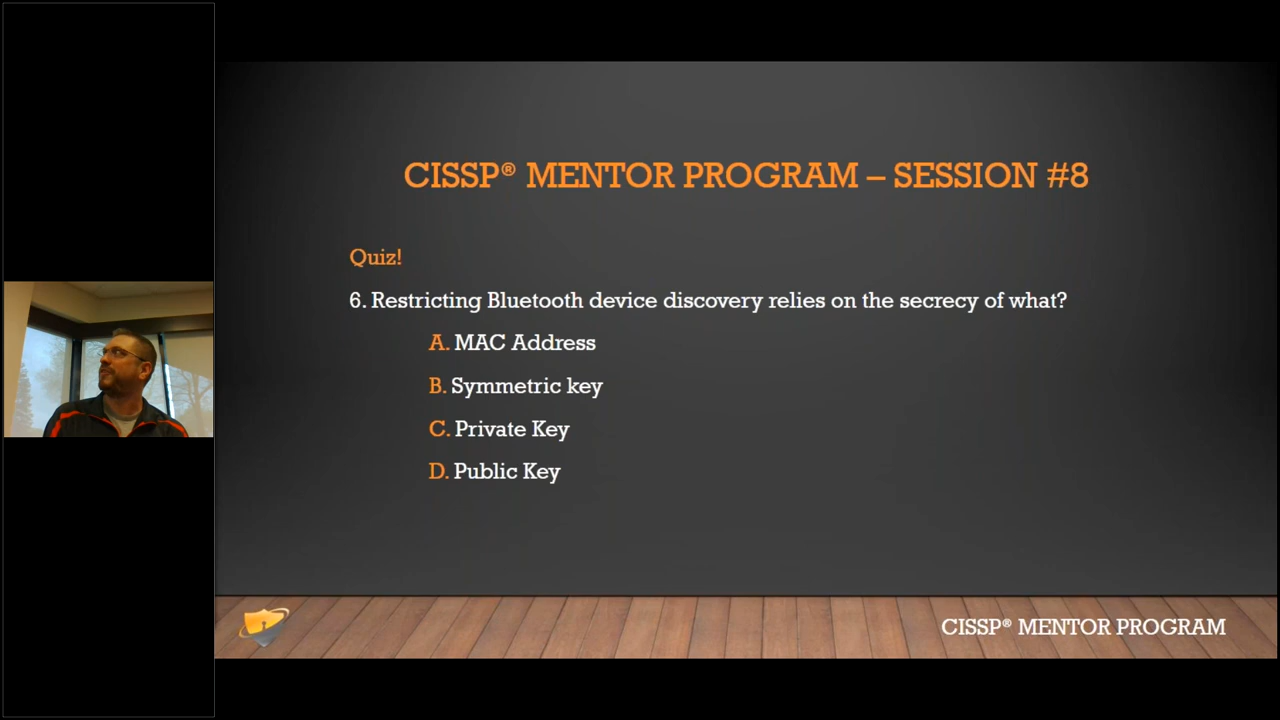 CISSP® MENTOR PROGRAM – SESSION #8
Quiz!
6. Restricting Bluetooth device discovery relies on the secrecy of what?
A. MAC Address
B. Symmetric key
C. Private Key
D. Public Key
CISSP® MENTOR PROGRAM